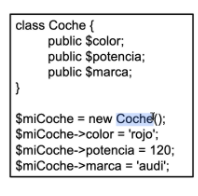 class Coche {
public $color;
public $potencia;
public $marca;
}
$miCoche = new Coche();
$miCoche->color = 'rojo';
$miCoche->potencia = 120;
$miCoche->marca = 'audi';